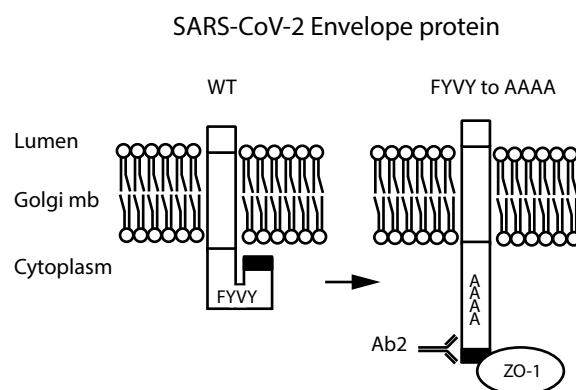 SARS-CoV-2 Envelope protein
WT
FYVY to AAAA
Lumen
Golgi mb
Cytoplasm
FYVY
A
A
A
A
Ab2
ZO-1